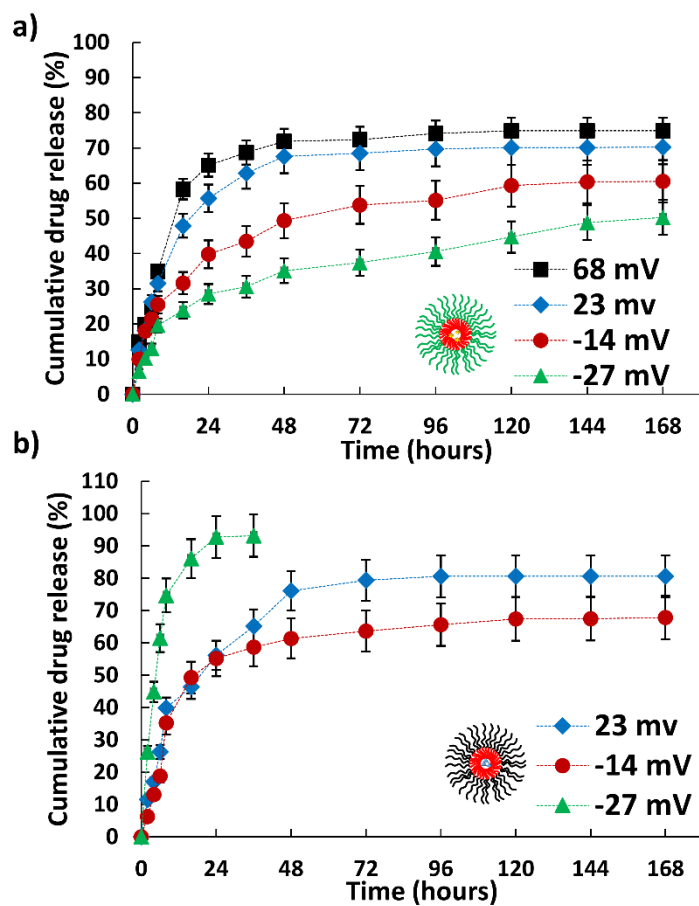 a)
Cumulative drug release (%)
100
90
80
70
60
50
40
30
20
10
0
68 mV
23 mv
-14 mV
-27 mV
0 24 48 72 96 120 144 168
Time (hours)
b)
Cumulative drug release (%)
110
100
90
80
70
60
50
40
30
20
10
0
23 mv
-14 mV
-27 mV
0 24 48 72 96 120 144 168
Time (hours)